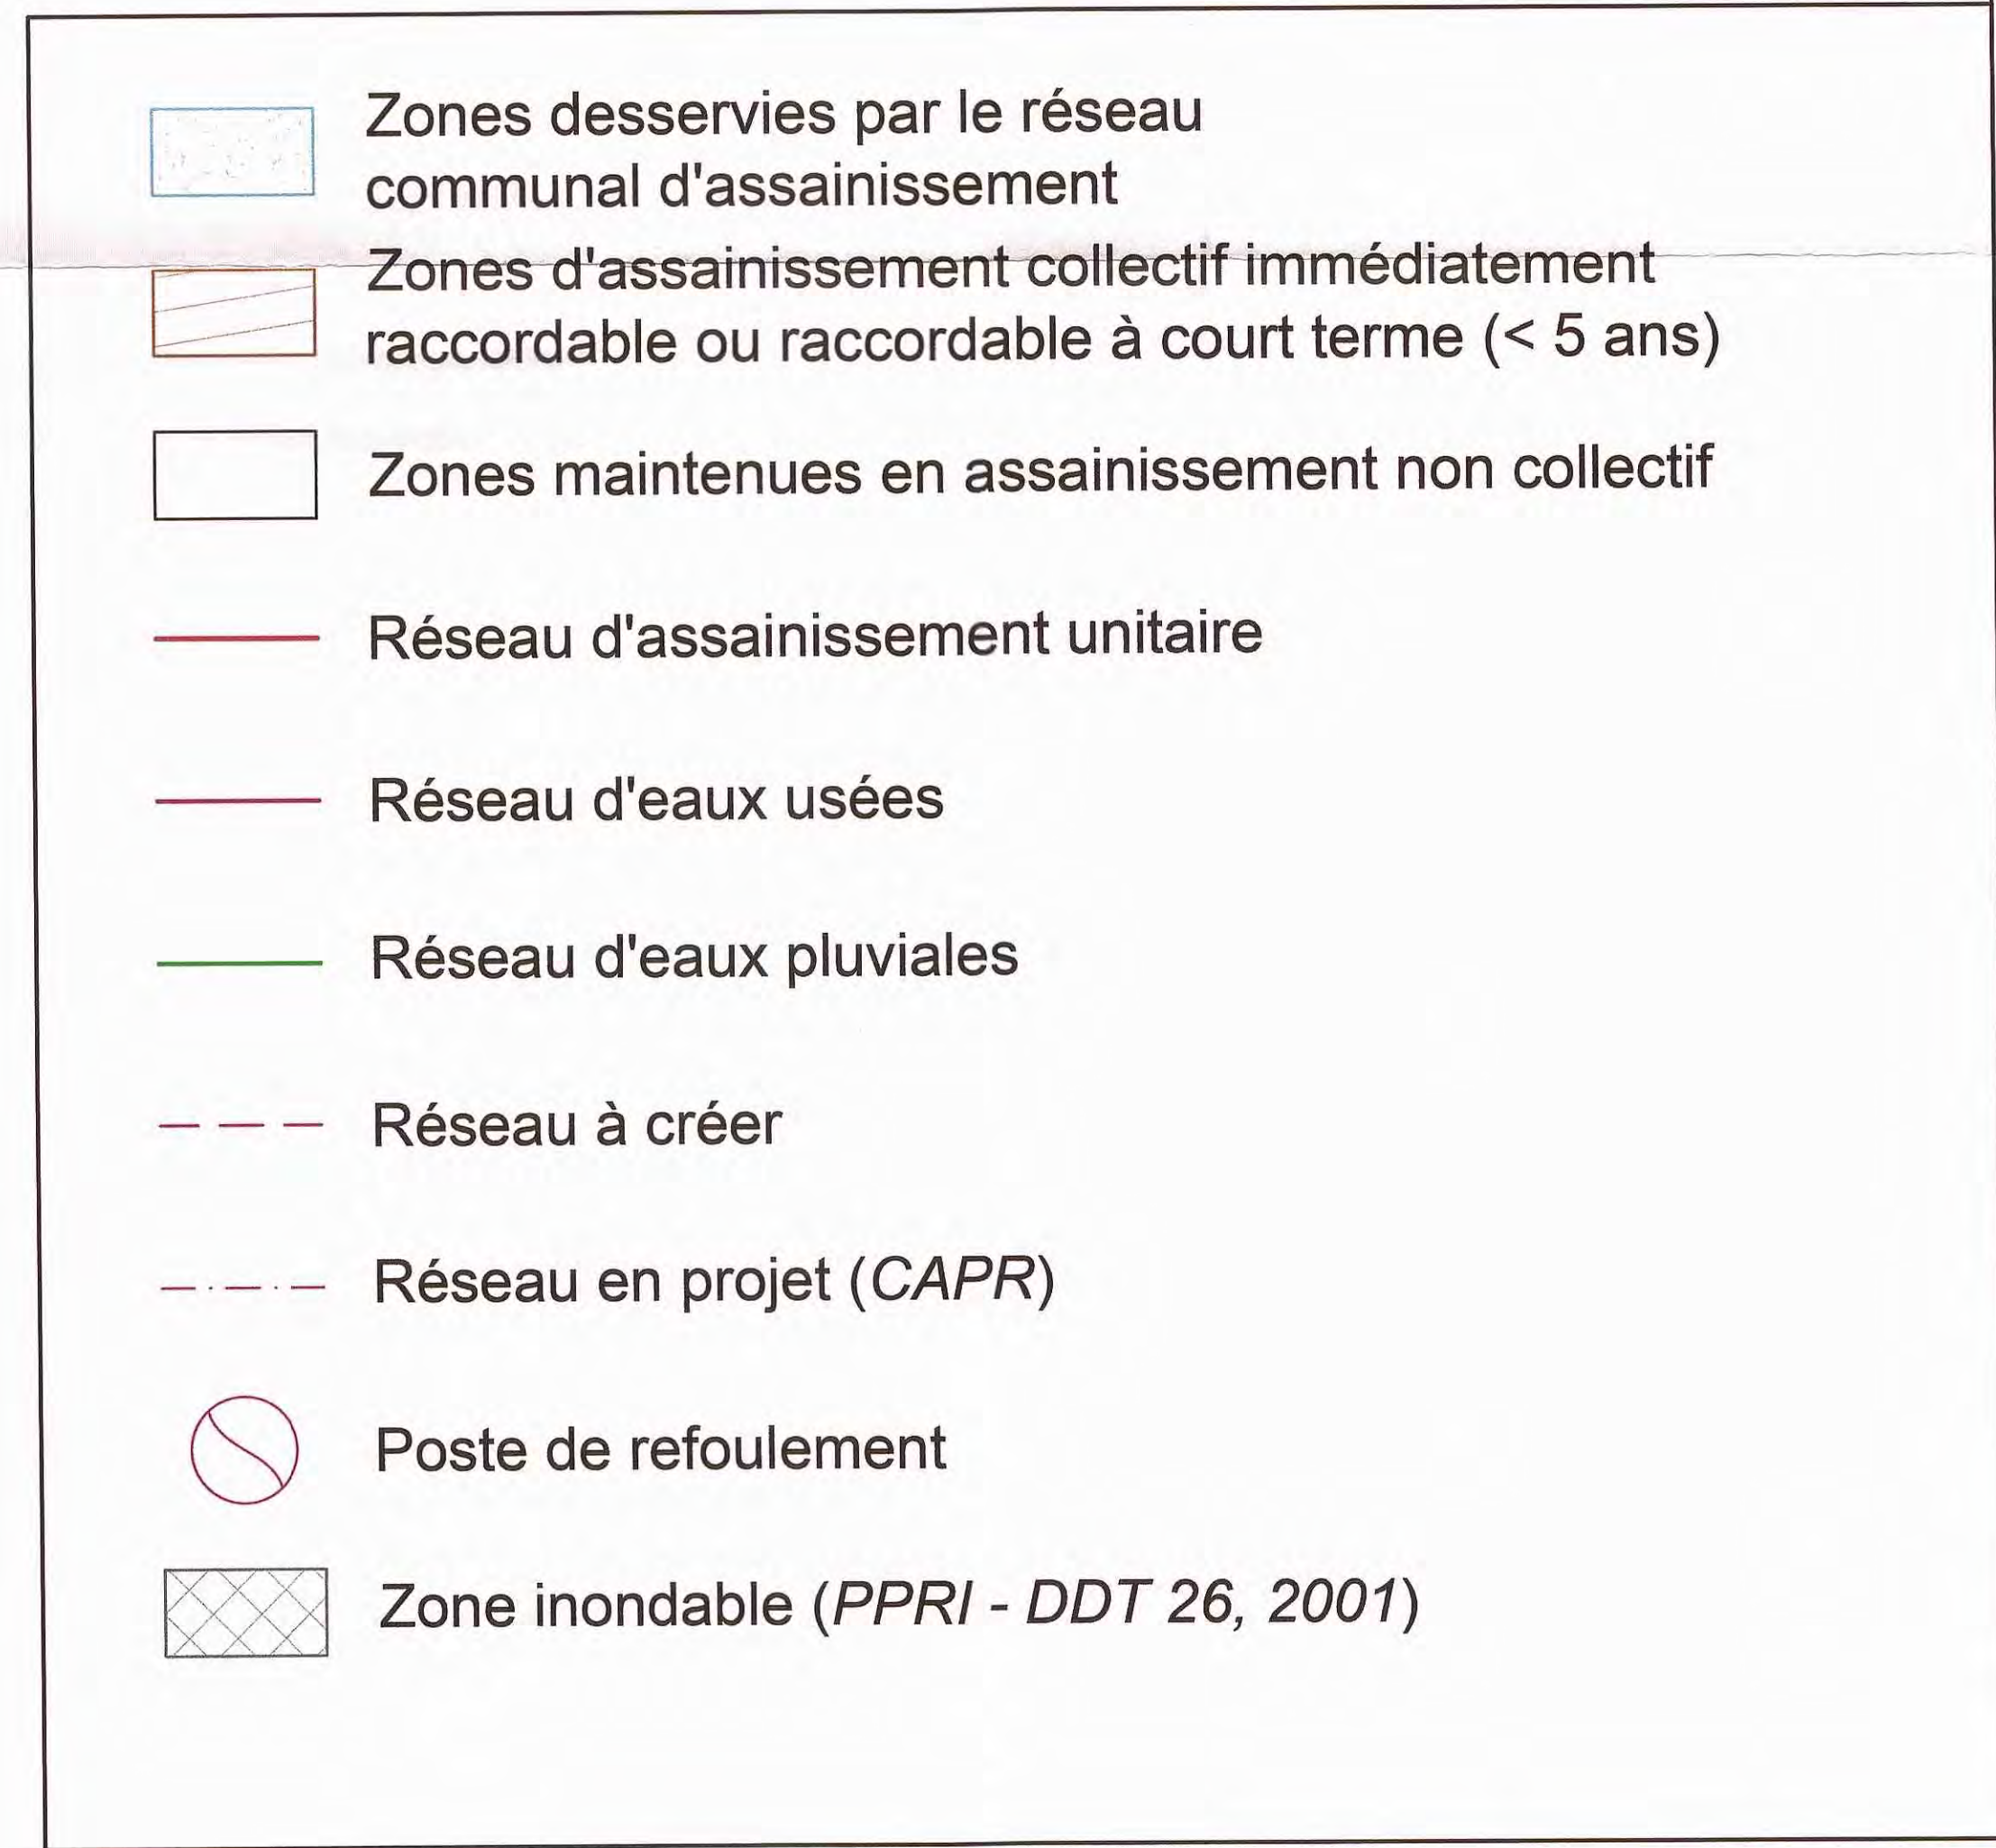 Zones desservies par le réseau
communal d'assainissement
Zones d'assainissement collectif immédiatement
raccordable ou raccordable à court terme (< 5 ans)
Zones maintenues en assainissement non collectif
Réseau d'assainissement unitaire
Réseau d'eaux usées
Réseau d'eaux pluviales
Réseau à créer
Réseau en projet (CAPR)
Poste de refoulement
Zone inondable (PPRI - DDT 26, 2001)